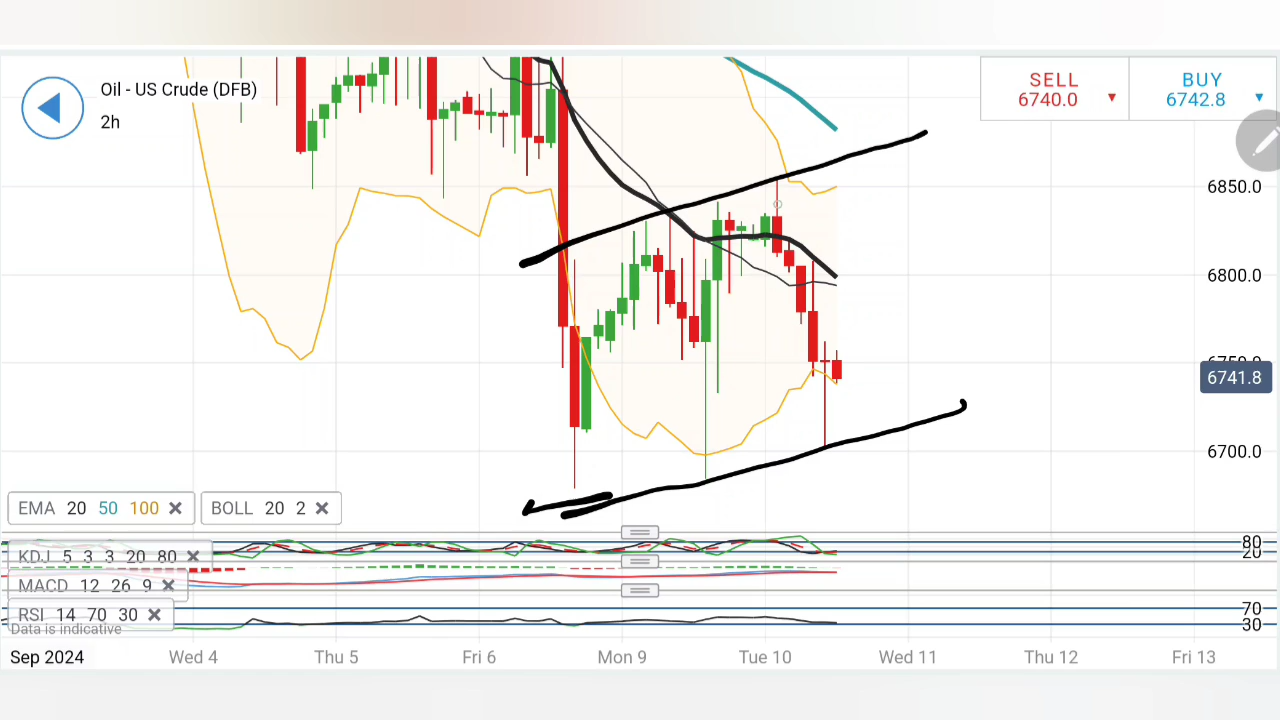 Oil - US Crude (DFB)
2h
SELL
6740.0
BUY
6742.8
6850.0
6800.0
6750.0
6741.8
6700.0
EMA 20 50 100
BOLL 20 2
KDJ 5 3 3 20 80
80
20
MACD 12 26 9
RSI 14 70 30
70
30
Data is indicative
Sep 2024 Wed 4 Thu 5 Fri 6 Mon 9 Tue 10 Wed 11 Thu 12 Fri 13